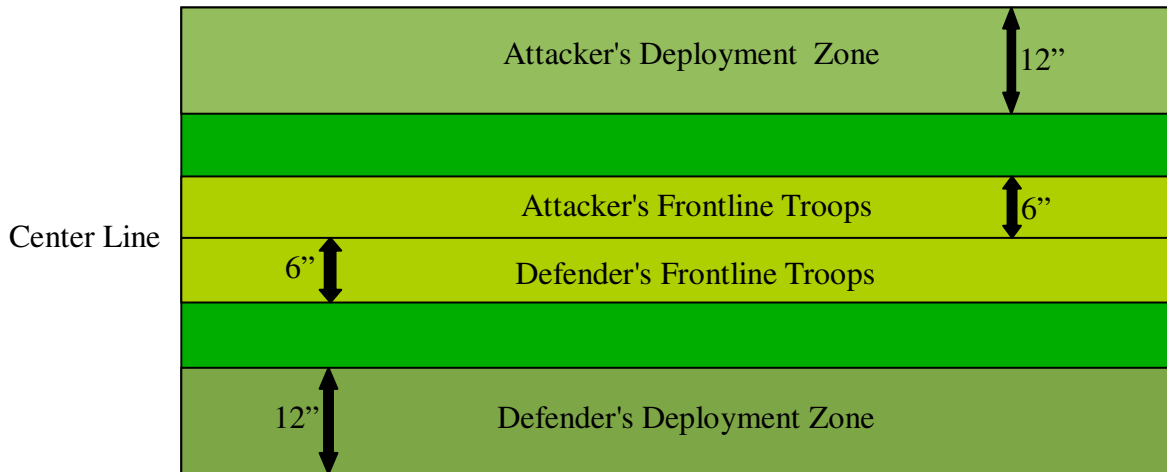 Attacker's Deployment Zone
12”
Attacker's Frontline Troops
6”
Center Line
6”
Defender's Frontline Troops
12”
Defender's Deployment Zone